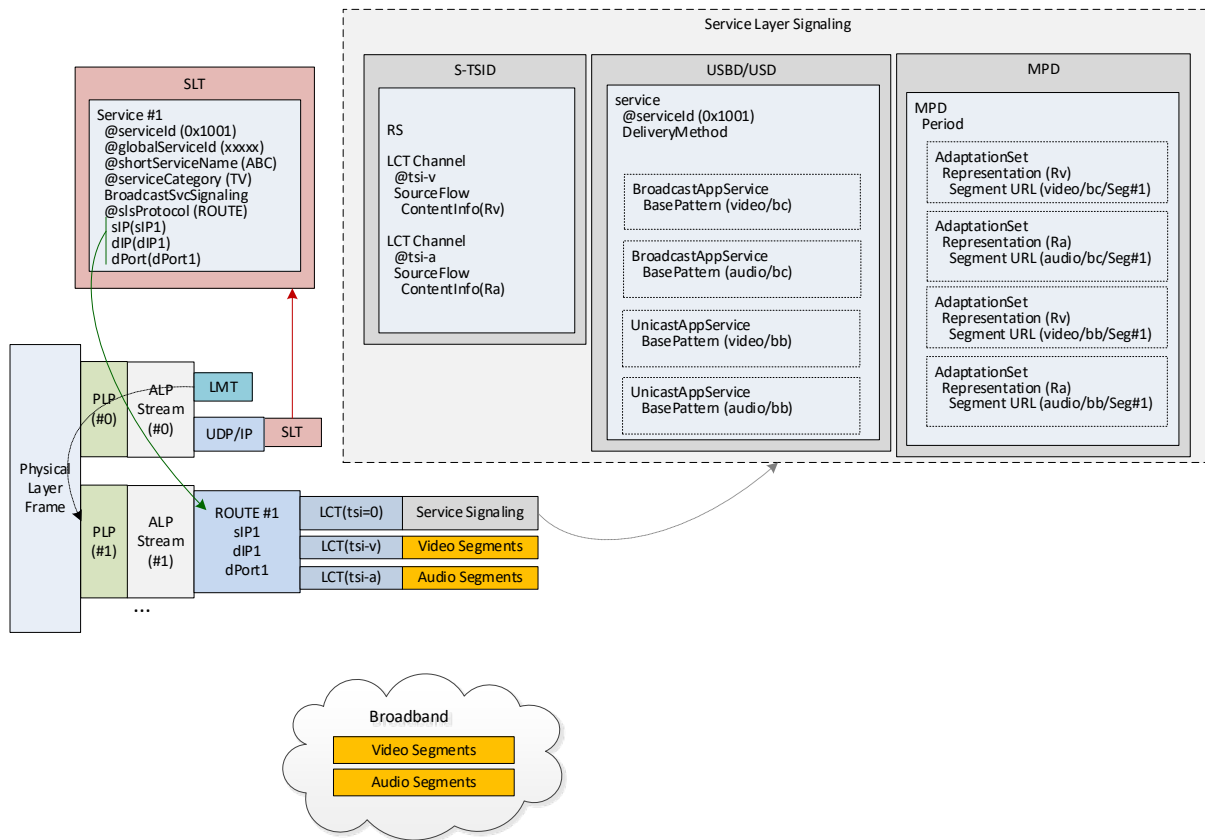 Service Layer Signaling
SLT
Service #1
@serviceId (0x1001)
@globalServiceId (xxxxx)
@shortServiceName (ABC)
@serviceCategory (TV)
BroadcastSvcSignaling
@slsProtocol (ROUTE)
sIP(sIP1)
dIP(dIP1)
dPort(dPort1)
S-TSID
RS
LCT Channel
@tsi-v
SourceFlow
ContentInfo(Rv)
LCT Channel
@tsi-a
SourceFlow
ContentInfo(Ra)
USBD/USD
service
@serviceId (0x1001)
DeliveryMethod
BroadcastAppService
BasePattern (video/bc)
BroadcastAppService
BasePattern (audio/bc)
UnicastAppService
BasePattern (video/bb)
UnicastAppService
BasePattern (audio/bb)
MPD
MPD
Period
AdaptationSet
Representation (Rv)
Segment URL (video/bc/Seg#1)
AdaptationSet
Representation (Ra)
Segment URL (audio/bc/Seg#1)
AdaptationSet
Representation (Rv)
Segment URL (video/bb/Seg#1)
AdaptationSet
Representation (Ra)
Segment URL (audio/bb/Seg#1)
Physical
Layer
Frame
PLP
(#0)
ALP
Stream
(#0)
LMT
UDP/IP
SLT
PLP
(#1)
ALP
Stream
(#1)
ROUTE #1
sIP1
dIP1
dPort1
LCT(tsi=0)
Service Signaling
LCT(tsi-v)
Video Segments
LCT(tsi-a)
Audio Segments
...
Broadband
Video Segments
Audio Segments